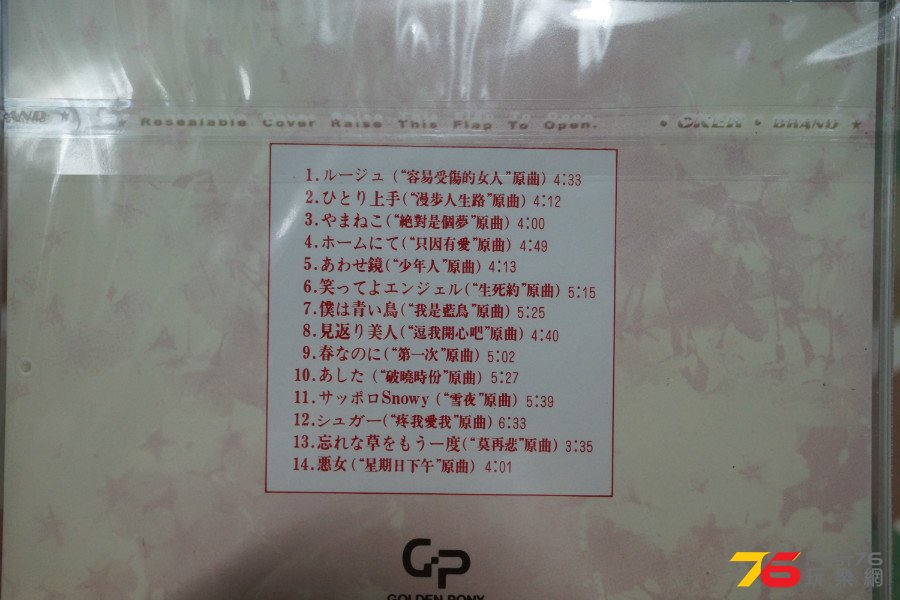 ★ Resealable Cover Raise This Flap To Open. • OKER • BRAND ★
1.ルージュ(“容易受傷的女人”原曲) 4:33
2.ひとり上手(“漫歩人生路”原曲) 4:12
3.やまねこ(“絶對是個夢”原曲) 4:00
4.ホームにて(“只因有愛”原曲) 4:49
5.あわせ鏡(“少年人”原曲) 4:13
6.笑ってよエンジェル(“生死約”原曲) 5:15
7.僕は青い鳥(“我是藍鳥”原曲) 5:25
8.見返り美人(“逗我開心吧”原曲) 4:40
9.春なのに(“第一次”原曲) 5:02
10.あした (“破曉時份”原曲) 5:27
11.サッポロSnowy (“雪夜”原曲) 5:39
12.シュガー(“疼我愛我”原曲) 6:33
13.忘れな草をもう一度(“莫再悲”原曲) 3:35
14.悪女(“星期日下午”原曲) 4:01
GP
GOLDEN PONY
76
玩樂網